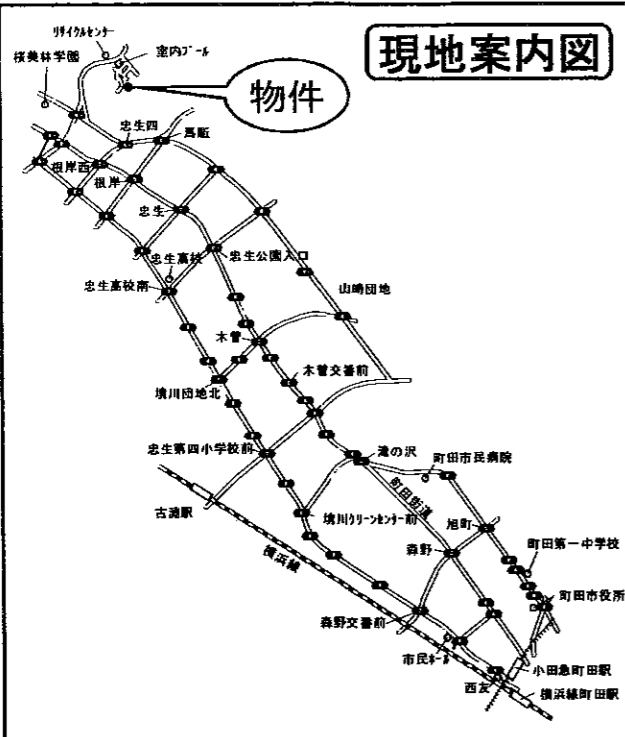 現地案内図
リサイクルセンター
室内プール
桜美林学園
物件
忠生四
馬駈
根岸西
根岸
忠生
忠生高校
忠生公園入口
忠生高校南
山崎団地
木曽
木曽交番前
境川団地北
忠生第四小学校前
滝の沢
町田市民病院
町田街道
古淵駅
境川クリーンセンター前
旭町
横浜線
森野
町田第一中学校
町田市役所
森野交番前
市民ホール
小田急町田駅
西友
横浜線町田駅